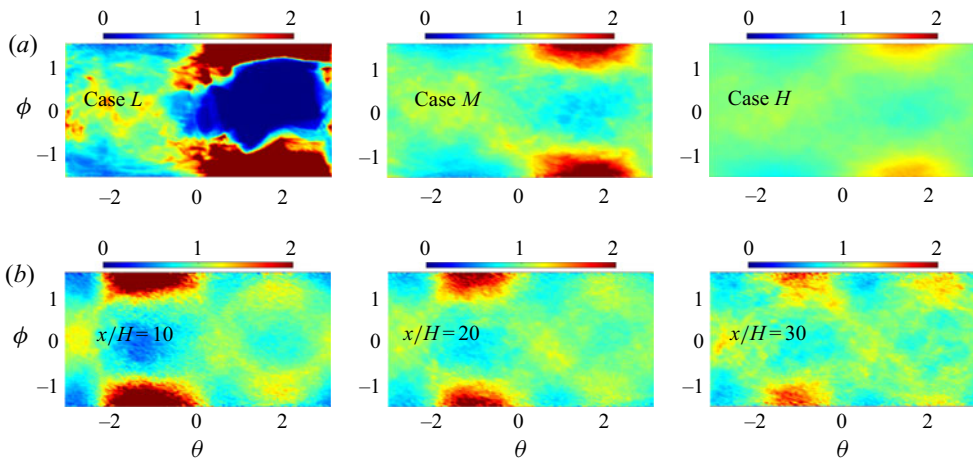 0 1 2 0 1 2 0 1 2
(a)
1 1 1
ϕ 0 Case L 0 Case M 0 Case H
–1 –1 –1
–2 0 2 –2 0 2 –2 0 2
0 1 2 0 1 2 0 1 2
(b)
1 1 1
ϕ 0 x/H = 10 0 x/H = 20 0 x/H = 30
–1 –1 –1
–2 0 2 –2 0 2 –2 0 2
θ θ θ